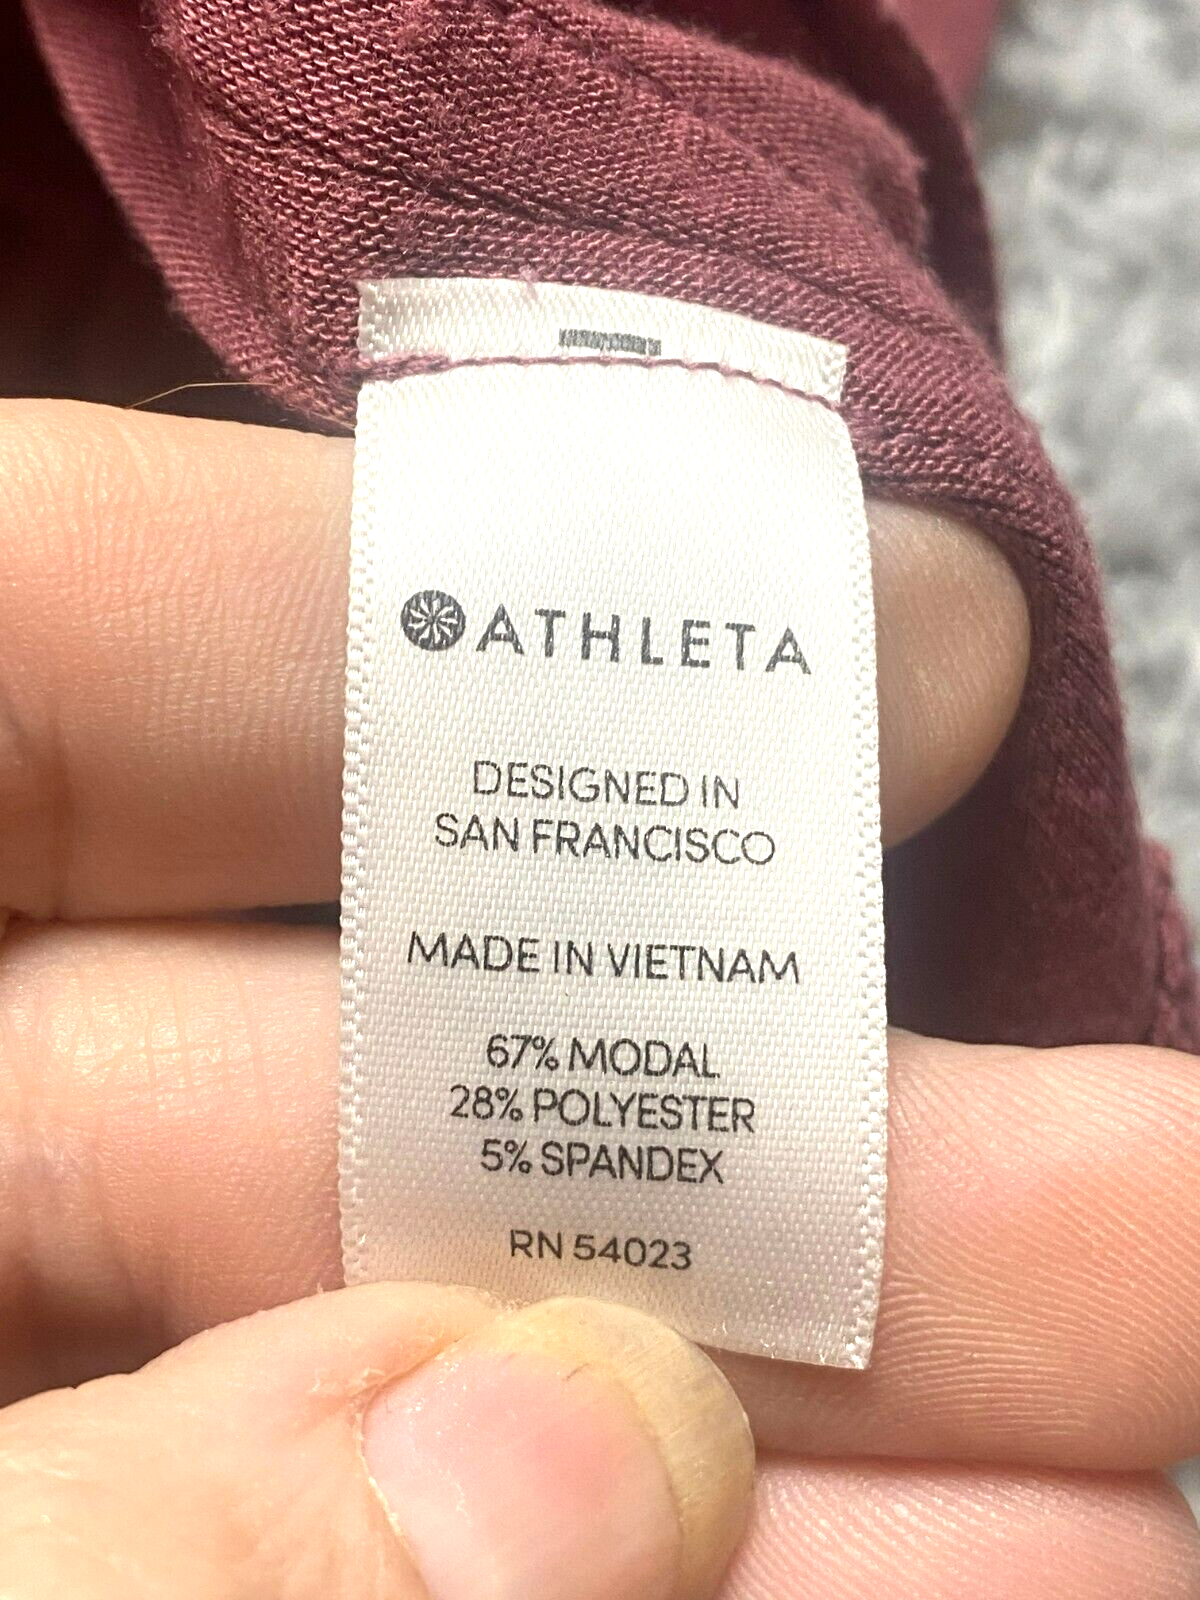 ATHLETA
DESIGNED IN
SAN FRANCISCO
MADE IN VIETNAM
67% MODAL
28% POLYESTER
5% SPANDEX
RN 54023